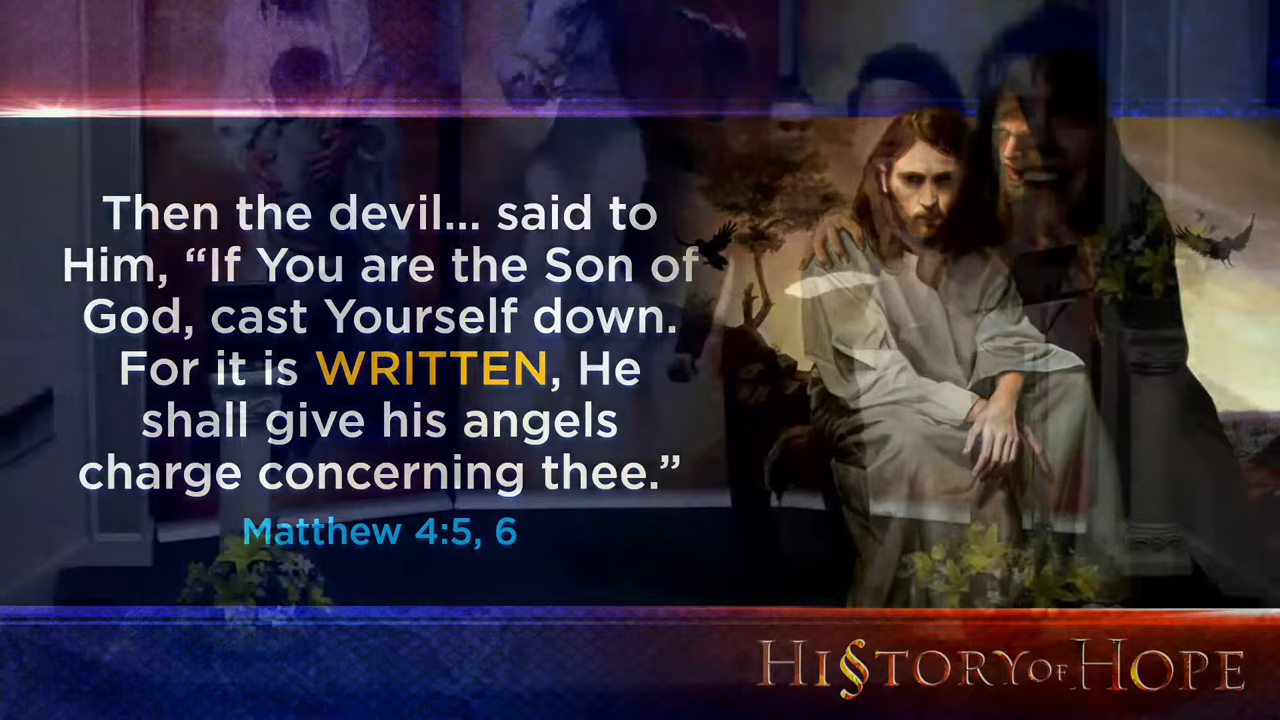 Then the devil... said to
Him, “If You are the Son of
God, cast Yourself down.
For it is WRITTEN, He
shall give his angels
charge concerning thee.”
Matthew 4:5, 6
HISTORY OF HOPE